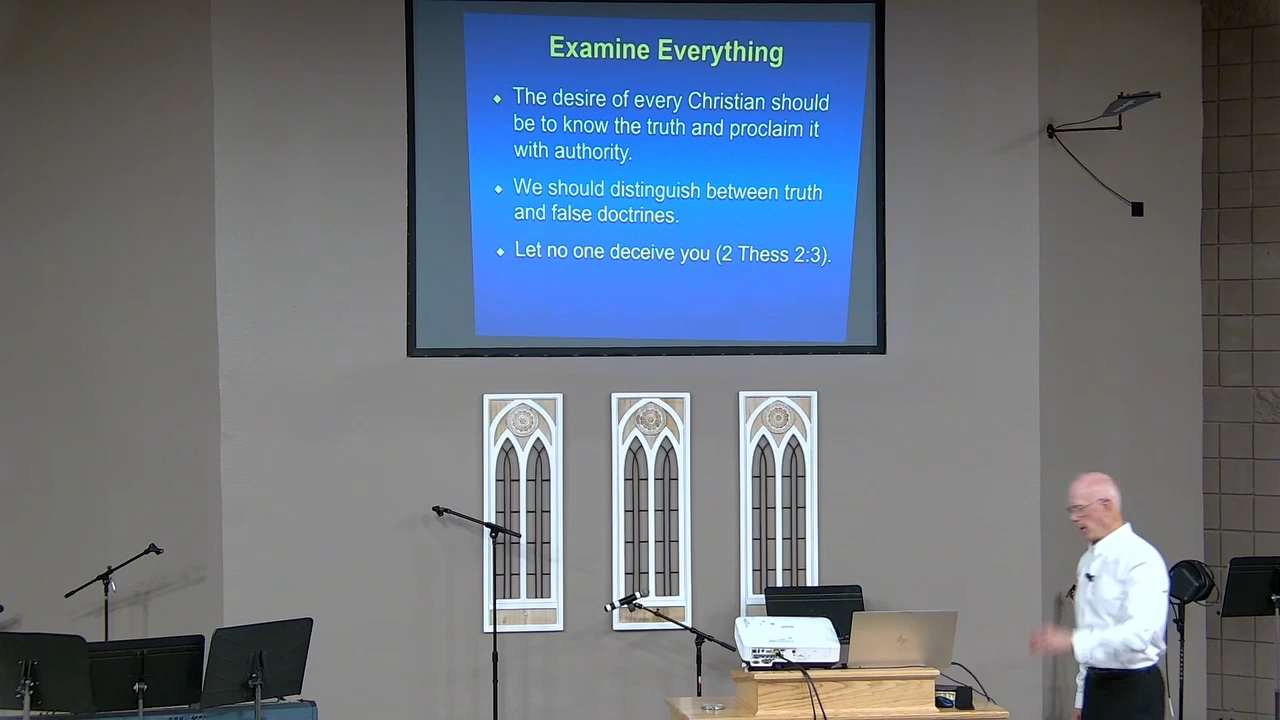 Examine Everything
The desire of every Christian should
be to know the truth and proclaim it
with authority.
We should distinguish between truth
and false doctrines.
Let no one deceive you (2 Thess 2:3).
hp